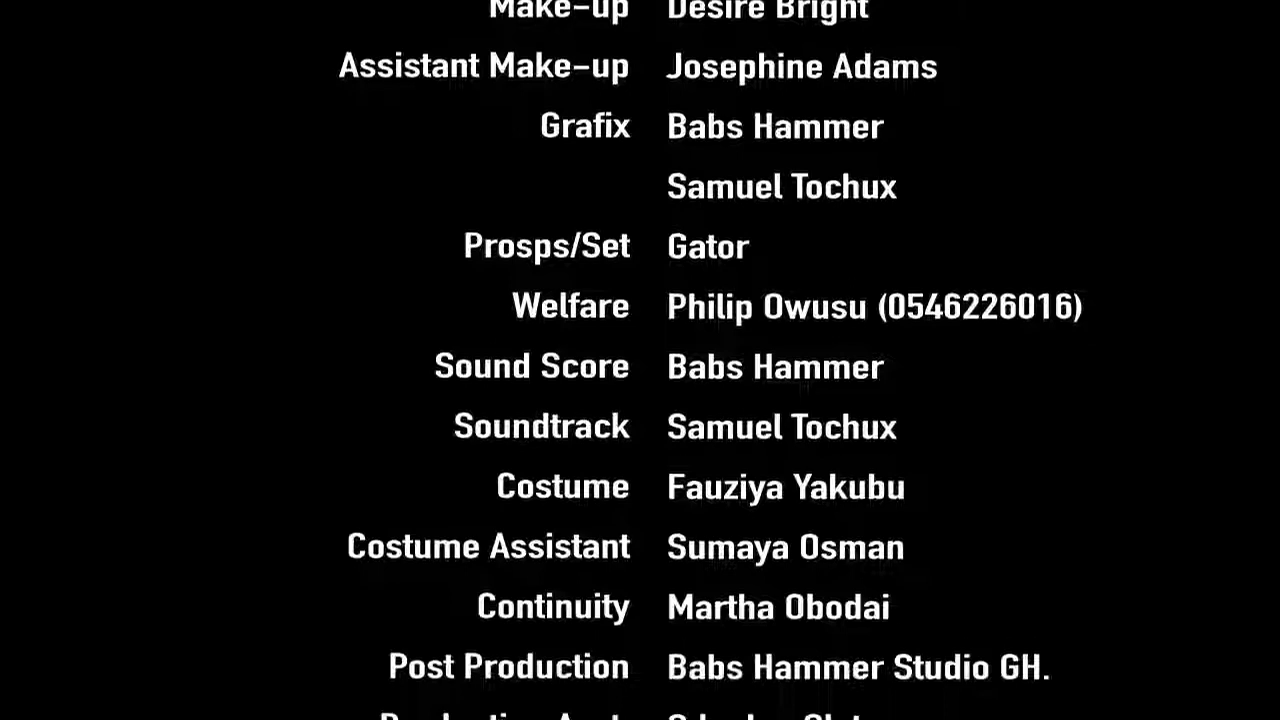 Make-up Desire Bright
Assistant Make-up Josephine Adams
Grafix Babs Hammer
Samuel Tochux
Prosps/Set Gator
Welfare Philip Owusu (0546226016)
Sound Score Babs Hammer
Soundtrack Samuel Tochux
Costume Fauziya Yakubu
Costume Assistant Sumaya Osman
Continuity Martha Obodai
Post Production Babs Hammer Studio GH.
Production